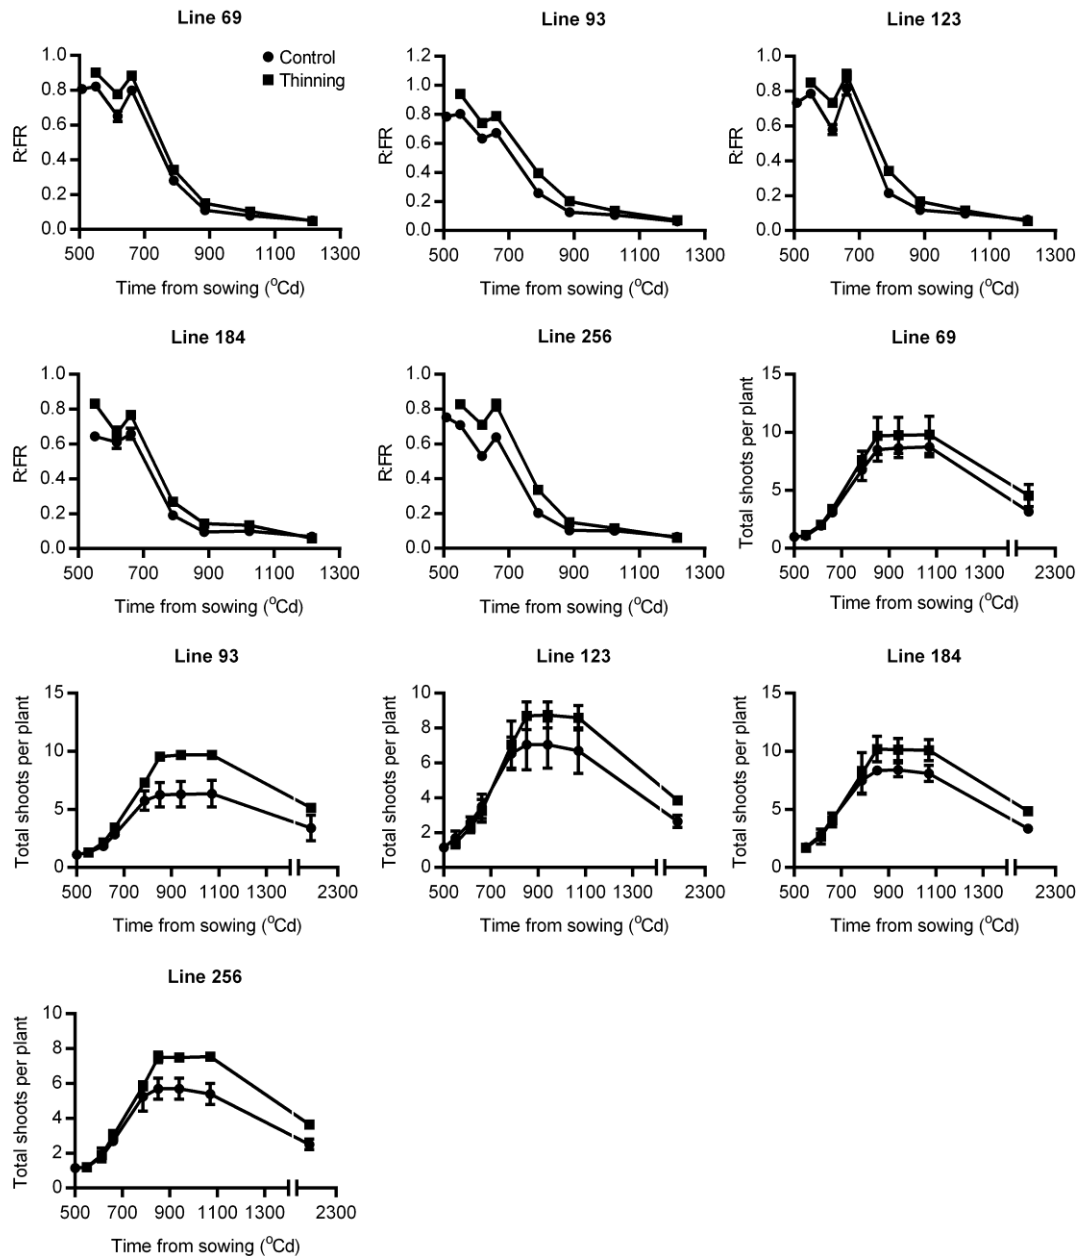 Line 69
Line 93
Line 123
1.0
0.8
0.6
0.4
0.2
0.0
R:FR
Control
Thinning
500 700 900 1100 1300
Time from sowing (°Cd)
1.2
1.0
0.8
0.6
0.4
0.2
0.0
R:FR
500 700 900 1100 1300
Time from sowing (°Cd)
1.0
0.8
0.6
0.4
0.2
0.0
R:FR
500 700 900 1100 1300
Time from sowing (°Cd)
Line 184
Line 256
Line 69
1.0
0.8
0.6
0.4
0.2
0.0
R:FR
500 700 900 1100 1300
Time from sowing (°Cd)
1.0
0.8
0.6
0.4
0.2
0.0
R:FR
500 700 900 1100 1300
Time from sowing (°Cd)
15
10
5
0
Total shoots per plant
500 700 900 1100 1300 2300
Time from sowing (°Cd)
Line 93
Line 123
Line 184
15
10
5
0
Total shoots per plant
500 700 900 1100 1300 2300
Time from sowing (°Cd)
10
8
6
4
2
0
Total shoots per plant
500 700 900 1100 1300 2300
Time from sowing (°Cd)
15
10
5
0
Total shoots per plant
500 700 900 1100 1300 2300
Time from sowing (°Cd)
Line 256
10
8
6
4
2
0
Total shoots per plant
500 700 900 1100 1300 2300
Time from sowing (°Cd)